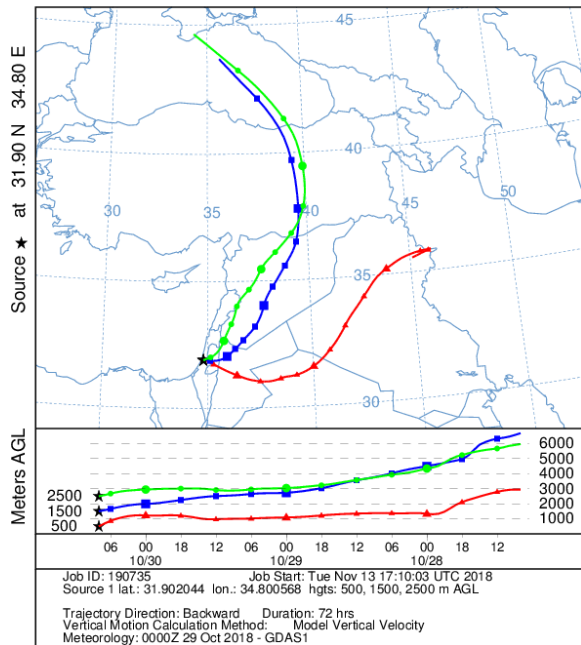 Source ★ at 31.90 N 34.80 E
45
40
50
30
35
40
45
35
30
Meters AGL
6000
5000
4000
3000
2500
2000
1500
1000
500
06 00 18 12 06 00 18 12 06 00 18 12
10/30 10/29 10/28
Job ID: 190735 Job Start: Tue Nov 13 17:10:03 UTC 2018
Source 1 lat.: 31.902044 lon.: 34.800568 hgts: 500, 1500, 2500 m AGL
Trajectory Direction: Backward Duration: 72 hrs
Vertical Motion Calculation Method: Model Vertical Velocity
Meteorology: 0000Z 29 Oct 2018 - GDAS1